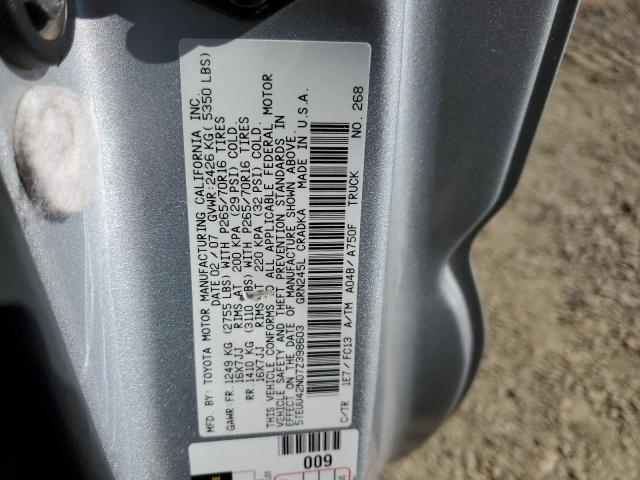 MFD. BY: TOYOTA MOTOR MANUFACTURING CALIFORNIA INC.
DATE 02/07 GVWR: 2426 KG( 5350 LBS)
GAWR:FR. 1249 KG (2755 LBS) WITH P265/70R16 TIRES
16X7JJ RIMS AT 200 KPA (29 PSI) COLD.
RR. 1410 KG (3110 LBS) WITH P265/70R16 TIRES
16X7JJ RIMS AT 220 KPA (32 PSI) COLD.
THIS VEHICLE CONFORMS TO ALL APPLICABLE FEDERAL MOTOR
VEHICLE SAFETY AND THEFT PREVENTION STANDARDS IN
EFFECT ON THE DATE OF MANUFACTURE SHOWN ABOVE.
5TEUU42ND7Z398603 GRN245L CRADKA MADE IN U.S.A.
C/TR 1E7/FC13 A/TM A04B/A750F TRUCK NO. 268
600